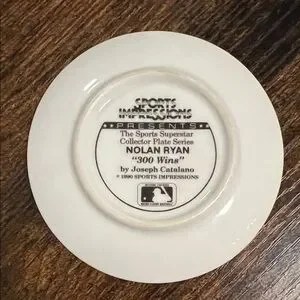 SPORTS
IMPRESSIONS
PRESENTS
The Sports Superstar
Collector Plate Series
NOLAN RYAN
"300 Wins"
by Joseph Catalano
© 1990 SPORTS IMPRESSIONS